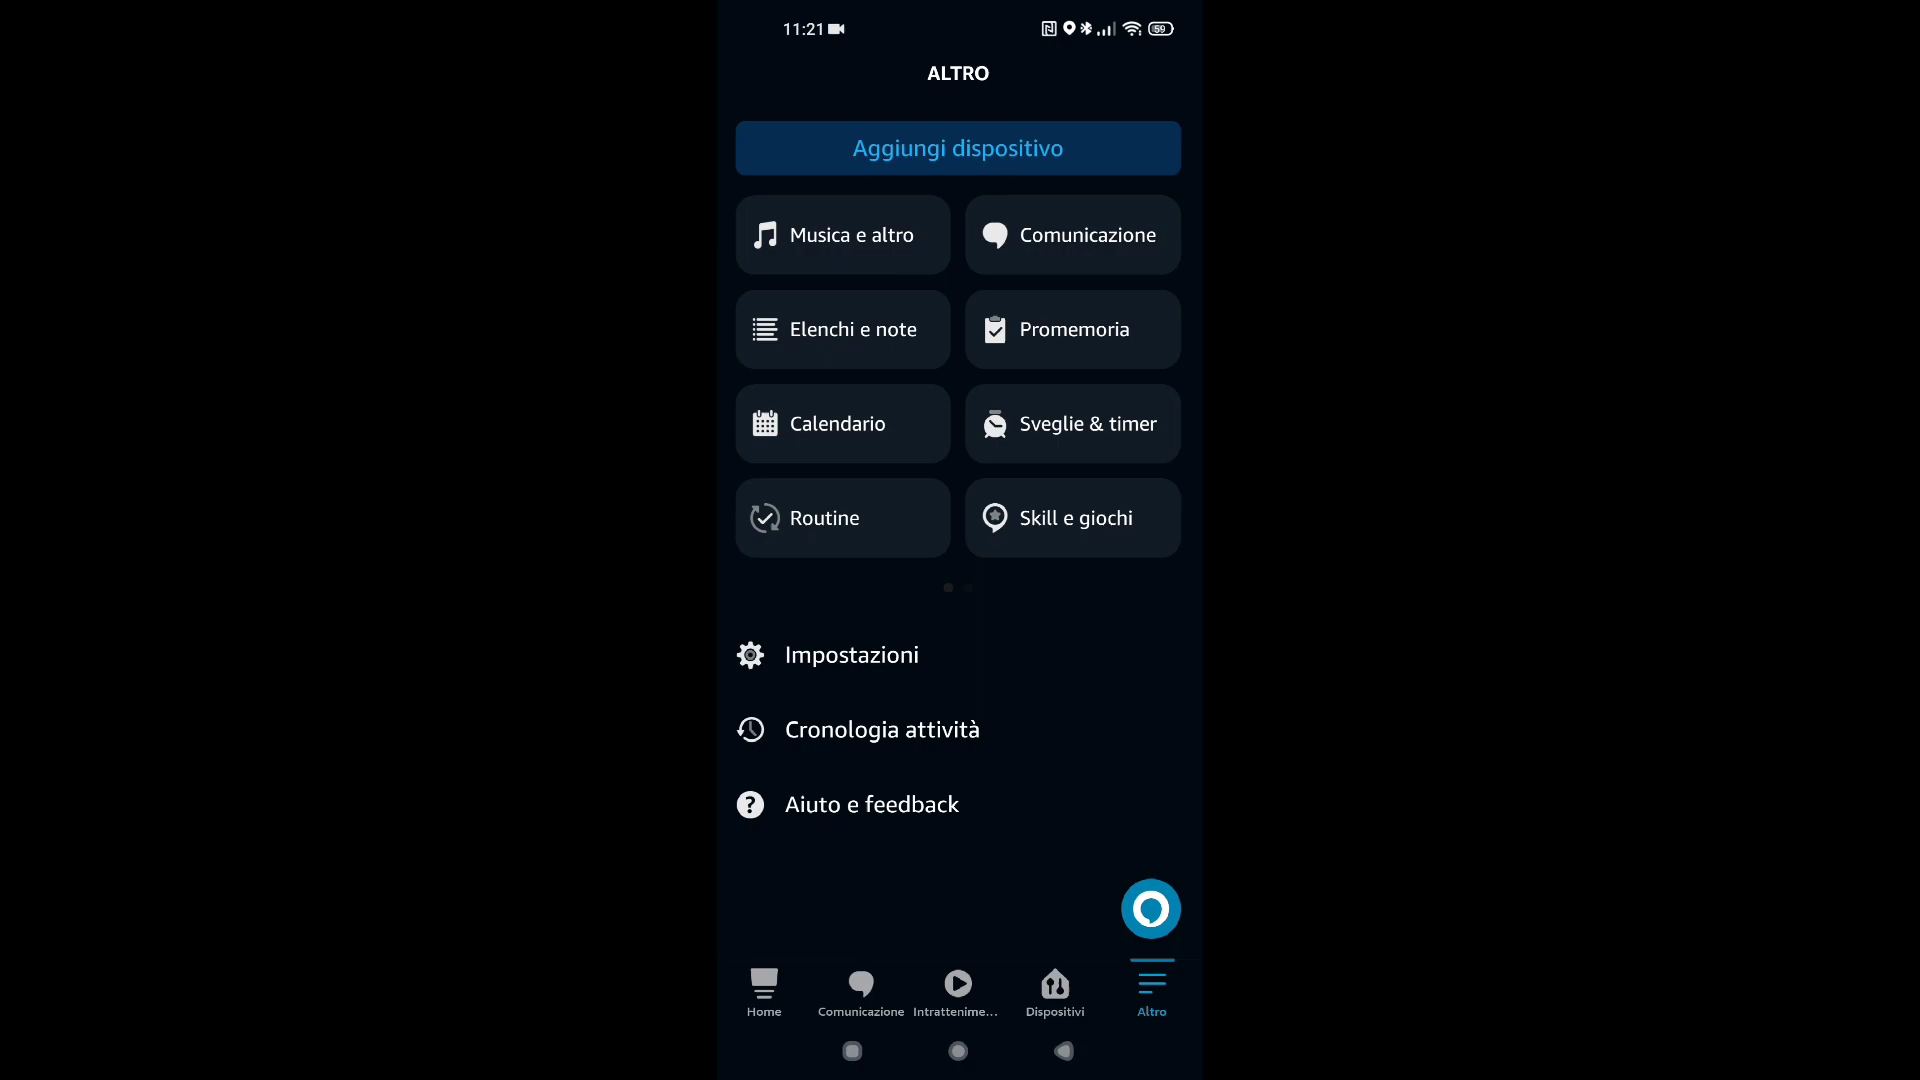 11:21
59
ALTRO
Aggiungi dispositivo
Musica e altro
Comunicazione
Elenchi e note
Promemoria
Calendario
Sveglie & timer
Routine
Skill e giochi
Impostazioni
Cronologia attività
Aiuto e feedback
Home
Comunicazione
Intrattenime...
Dispositivi
Altro